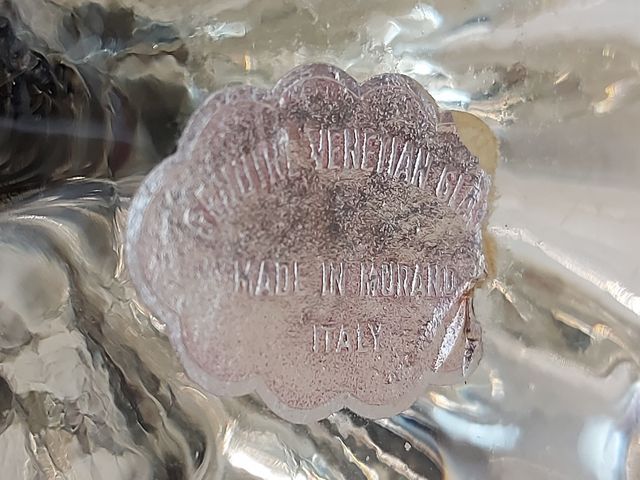 GENUINE VENETIAN GLASS
MADE IN MURANO
ITALY